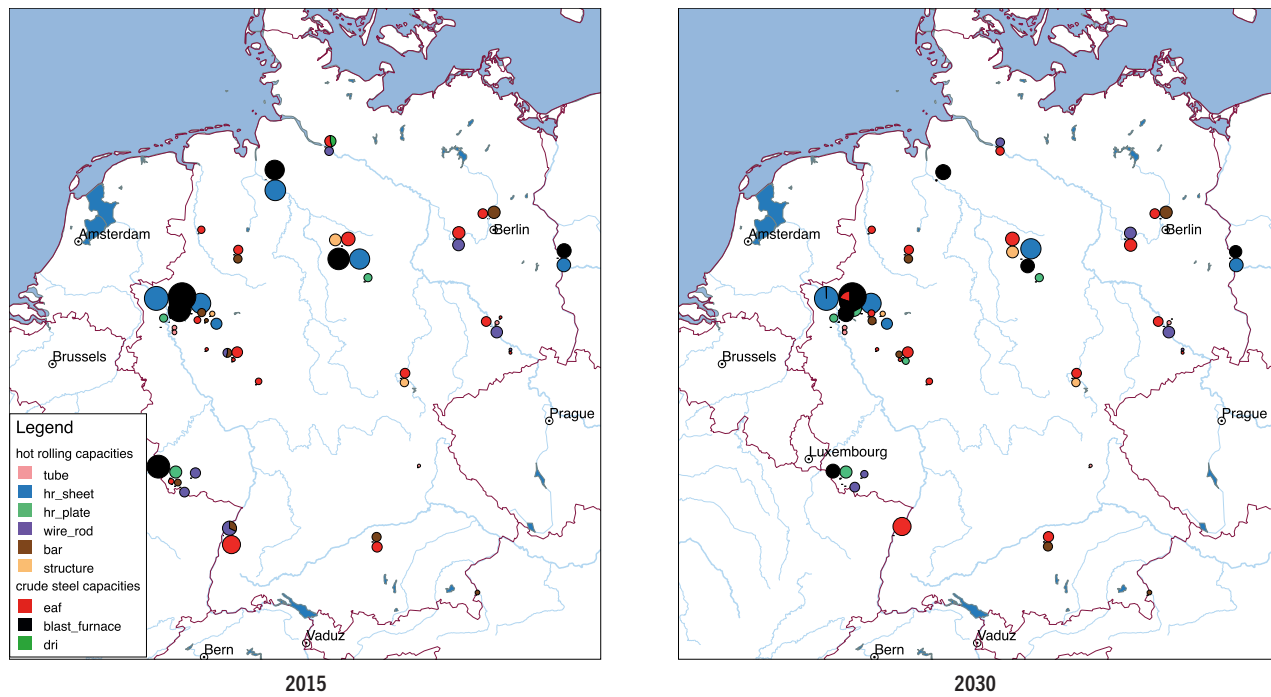 Amsterdam
Berlin
Brussels
Prague
Legend
hot rolling capacities
tube
hr_sheet
hr_plate
wire_rod
bar
structure
crude steel capacities
eaf
blast_furnace
dri
Vaduz
Bern
2015
Amsterdam
Berlin
Brussels
Prague
Luxembourg
Vaduz
Bern
2030